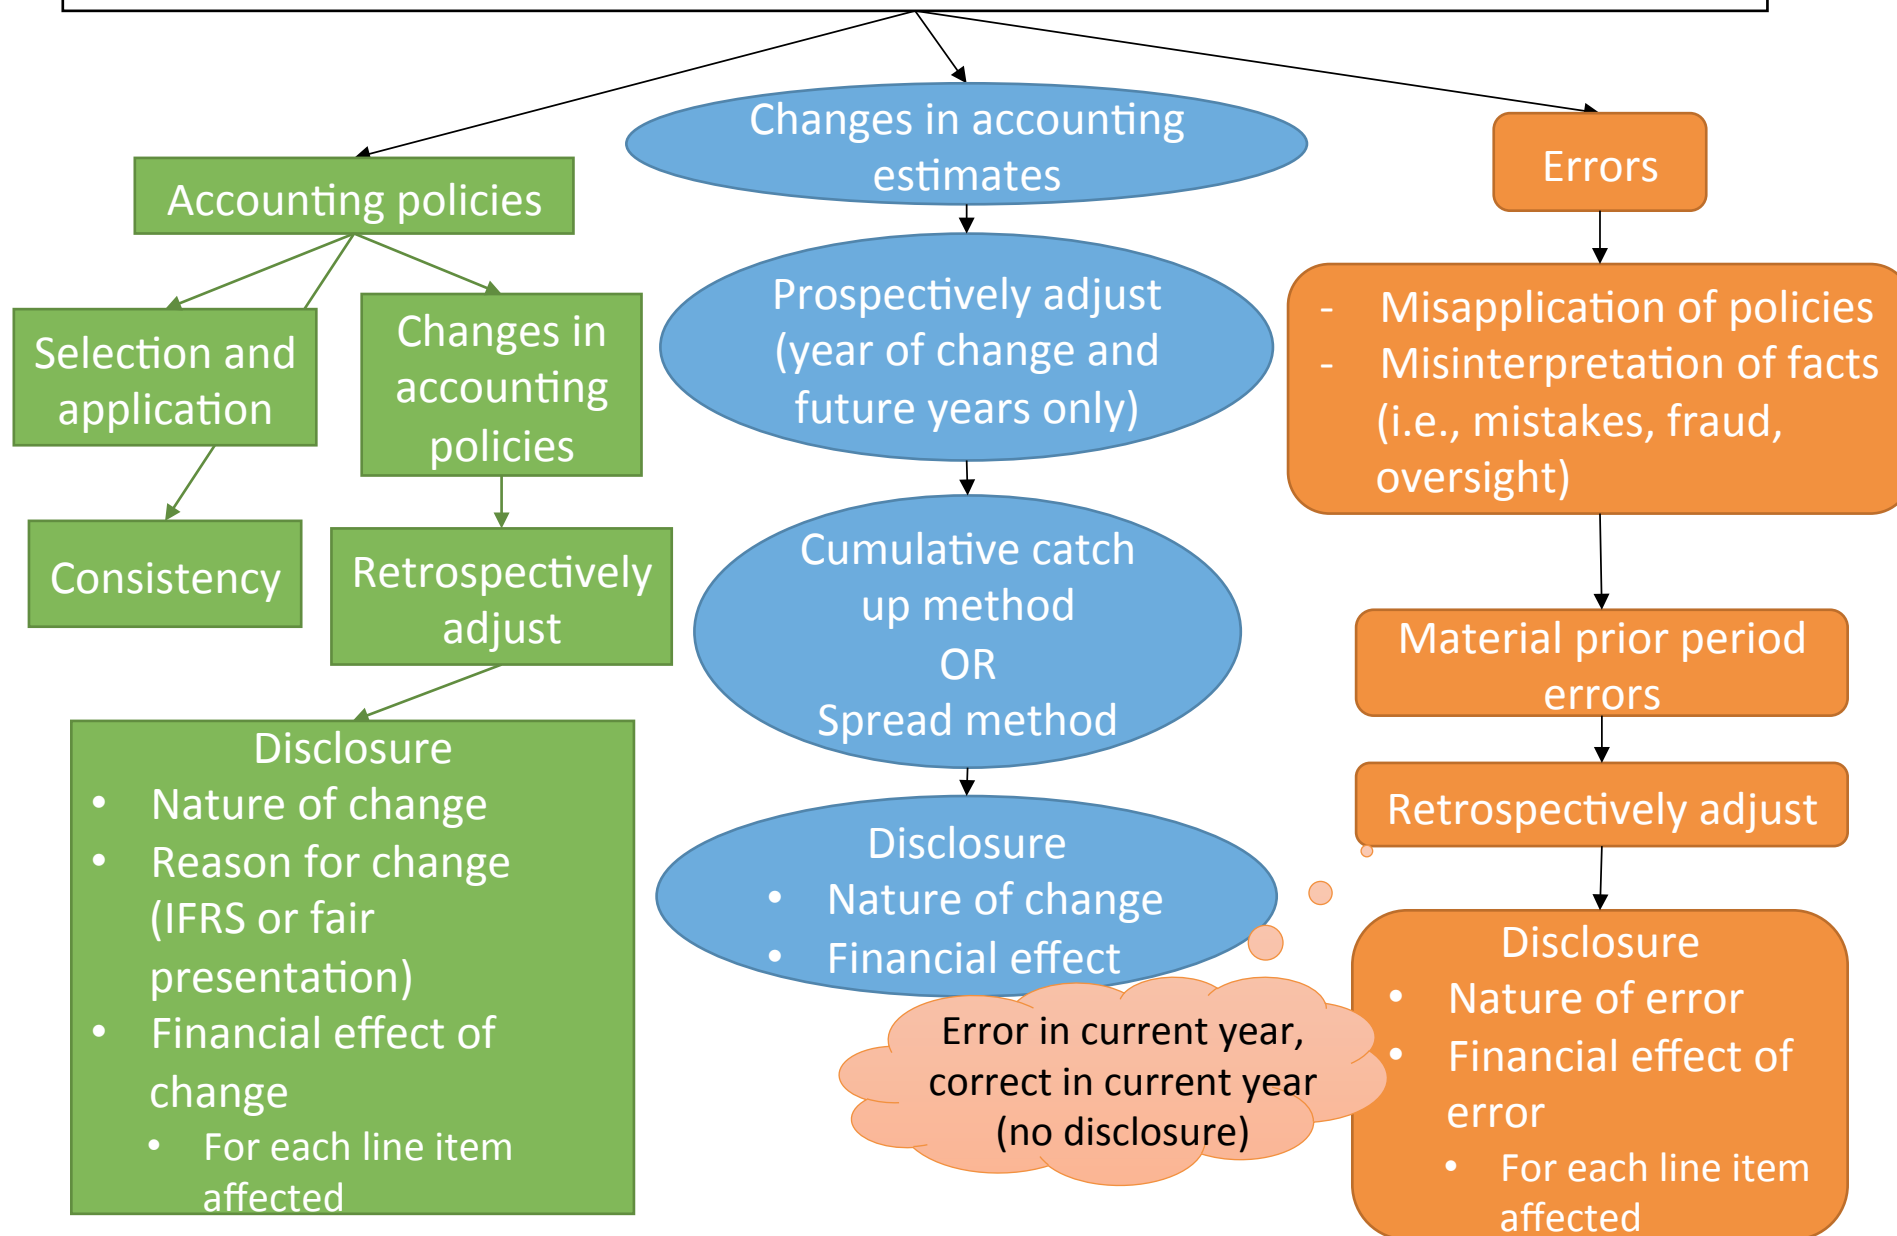 Accounting policies
Selection and
application
Consistency
Changes in
accounting
policies
Retrospectively
adjust
Disclosure
• Nature of change
• Reason for change
(IFRS or fair
presentation)
• Financial effect of
change
• For each line item
affected
Changes in accounting
estimates
Prospectively adjust
(year of change and
future years only)
Cumulative catch
up method
OR
Spread method
Disclosure
• Nature of change
• Financial effect
Errors
- Misapplication of policies
- Misinterpretation of facts
(i.e., mistakes, fraud,
oversight)
Material prior period
errors
Retrospectively adjust
Error in current year,
correct in current year
(no disclosure)
Disclosure
• Nature of error
• Financial effect of
error
• For each line item
affected